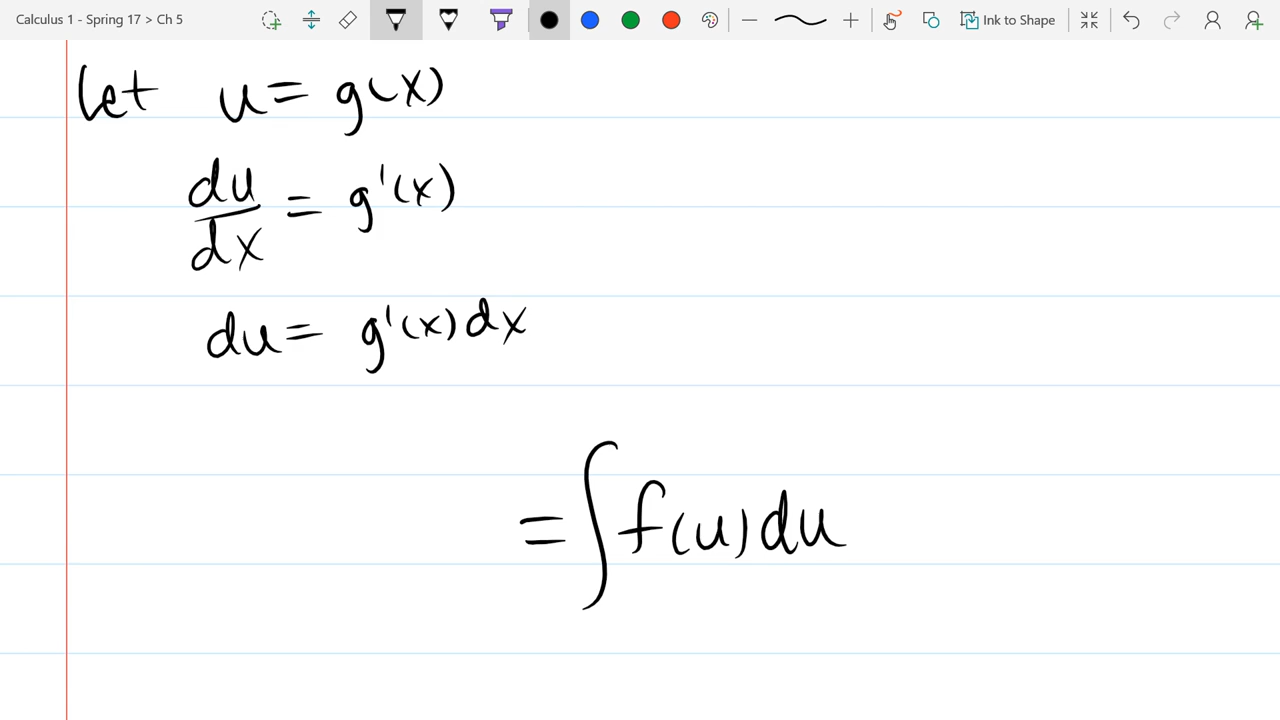 Calculus 1 - Spring 17 > Ch 5 Ink to Shape
Let u = g(x)
du/dx = g'(x)
du = g'(x) dx
= ∫ f(u) du